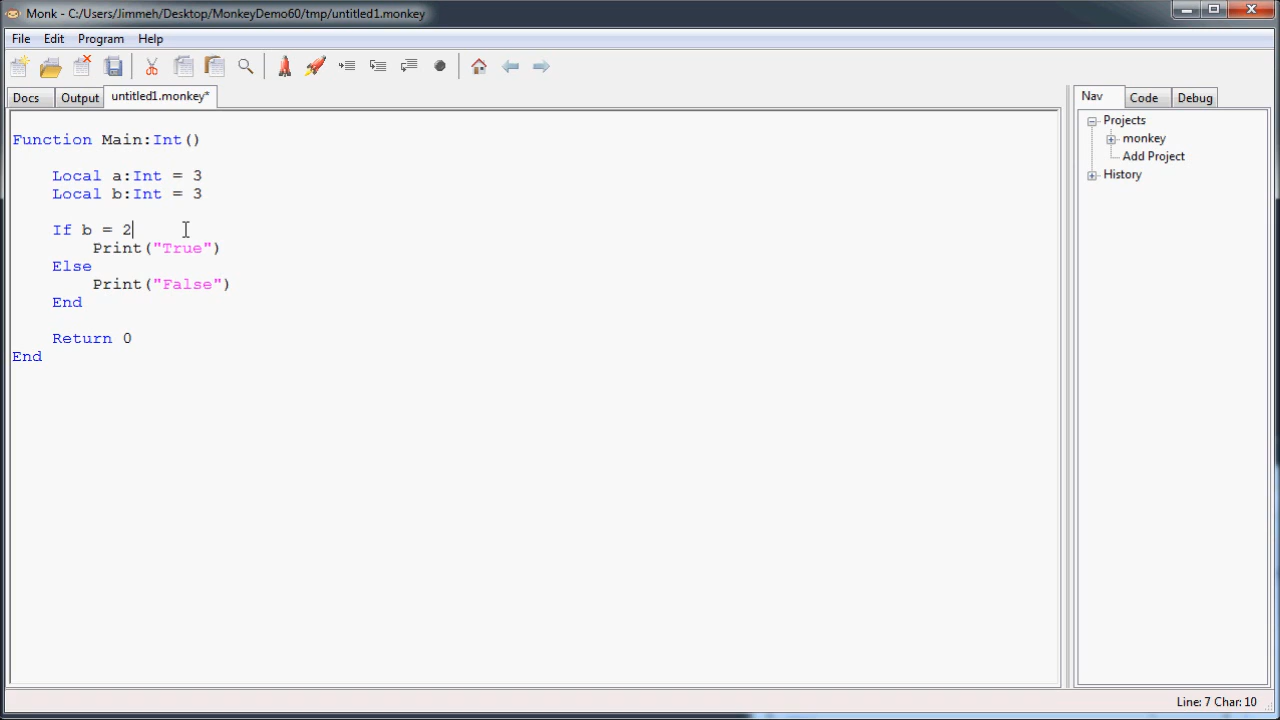 Monk - C:/Users/Jimmeh/Desktop/MonkeyDemo60/tmp/untitled1.monkey
File Edit Program Help
Docs Output untitled1.monkey*
Function Main:Int()
Local a:Int = 3
Local b:Int = 3
If b = 2
Print("True")
Else
Print("False")
End
Return 0
End
Nav Code Debug
Projects
monkey
Add Project
History
Line: 7 Char: 10